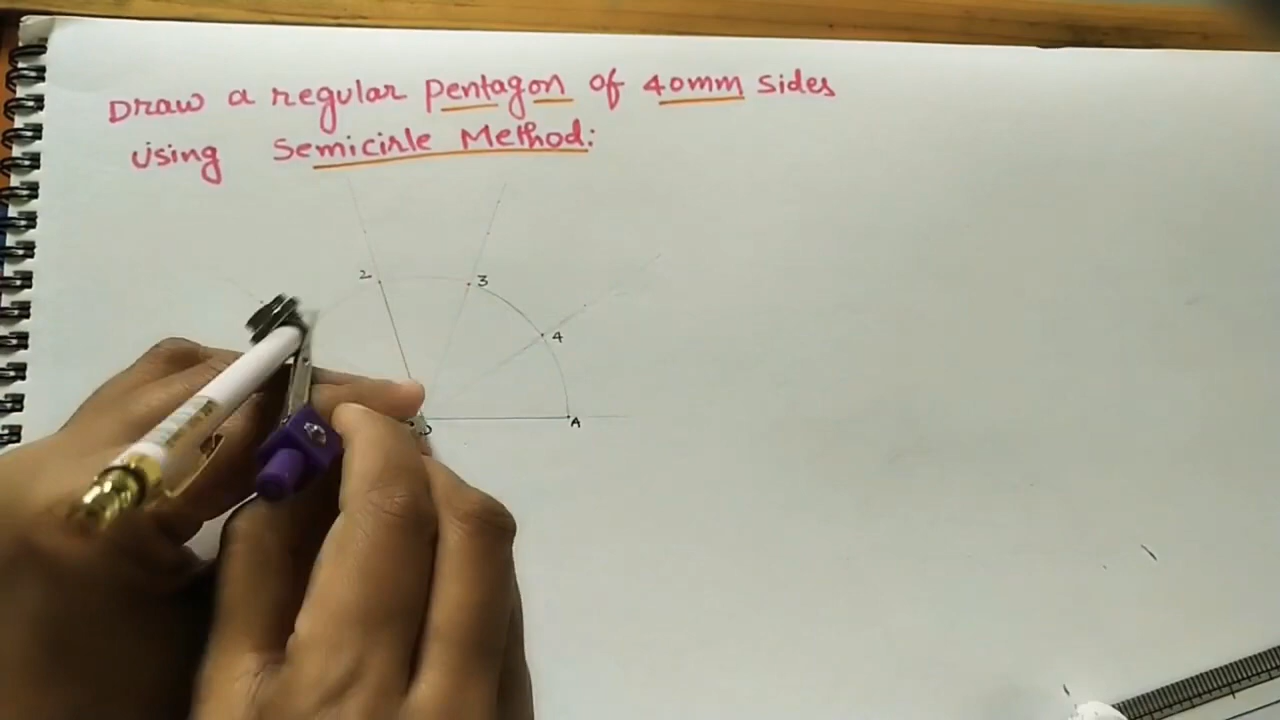 Draw a regular pentagon of 40mm sides
using Semicirle Method:
2
3
4
A